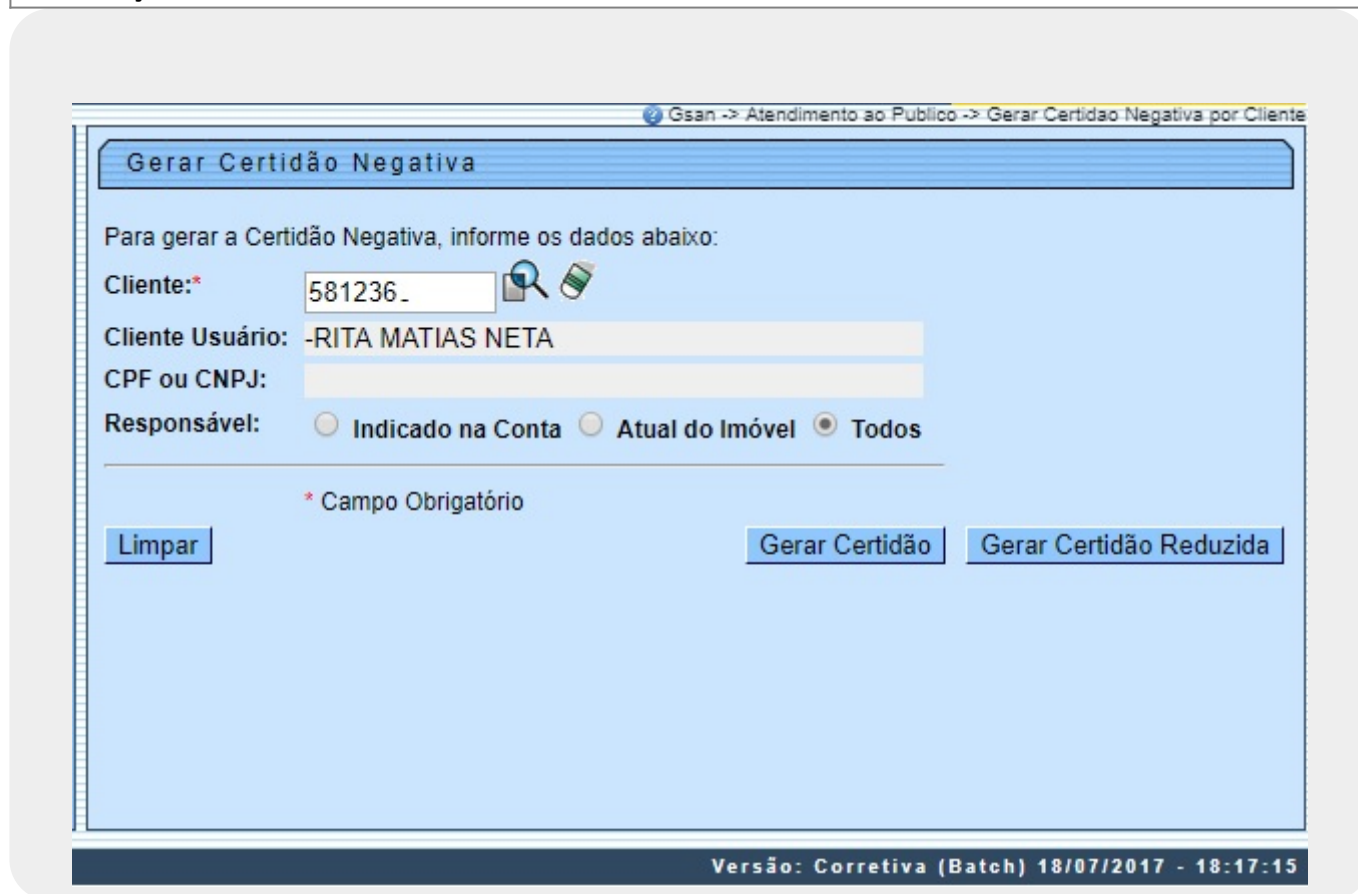 Gsan -> Atendimento ao Publico -> Gerar Certidao Negativa por Cliente
Gerar Certidão Negativa
Para gerar a Certidão Negativa, informe os dados abaixo:
Cliente:* 581236
Cliente Usuário: -RITA MATIAS NETA
CPF ou CNPJ:
Responsável: Indicado na Conta Atual do Imóvel Todos
* Campo Obrigatório
Limpar Gerar Certidão Gerar Certidão Reduzida
Versão: Corretiva (Batch) 18/07/2017 - 18:17:15